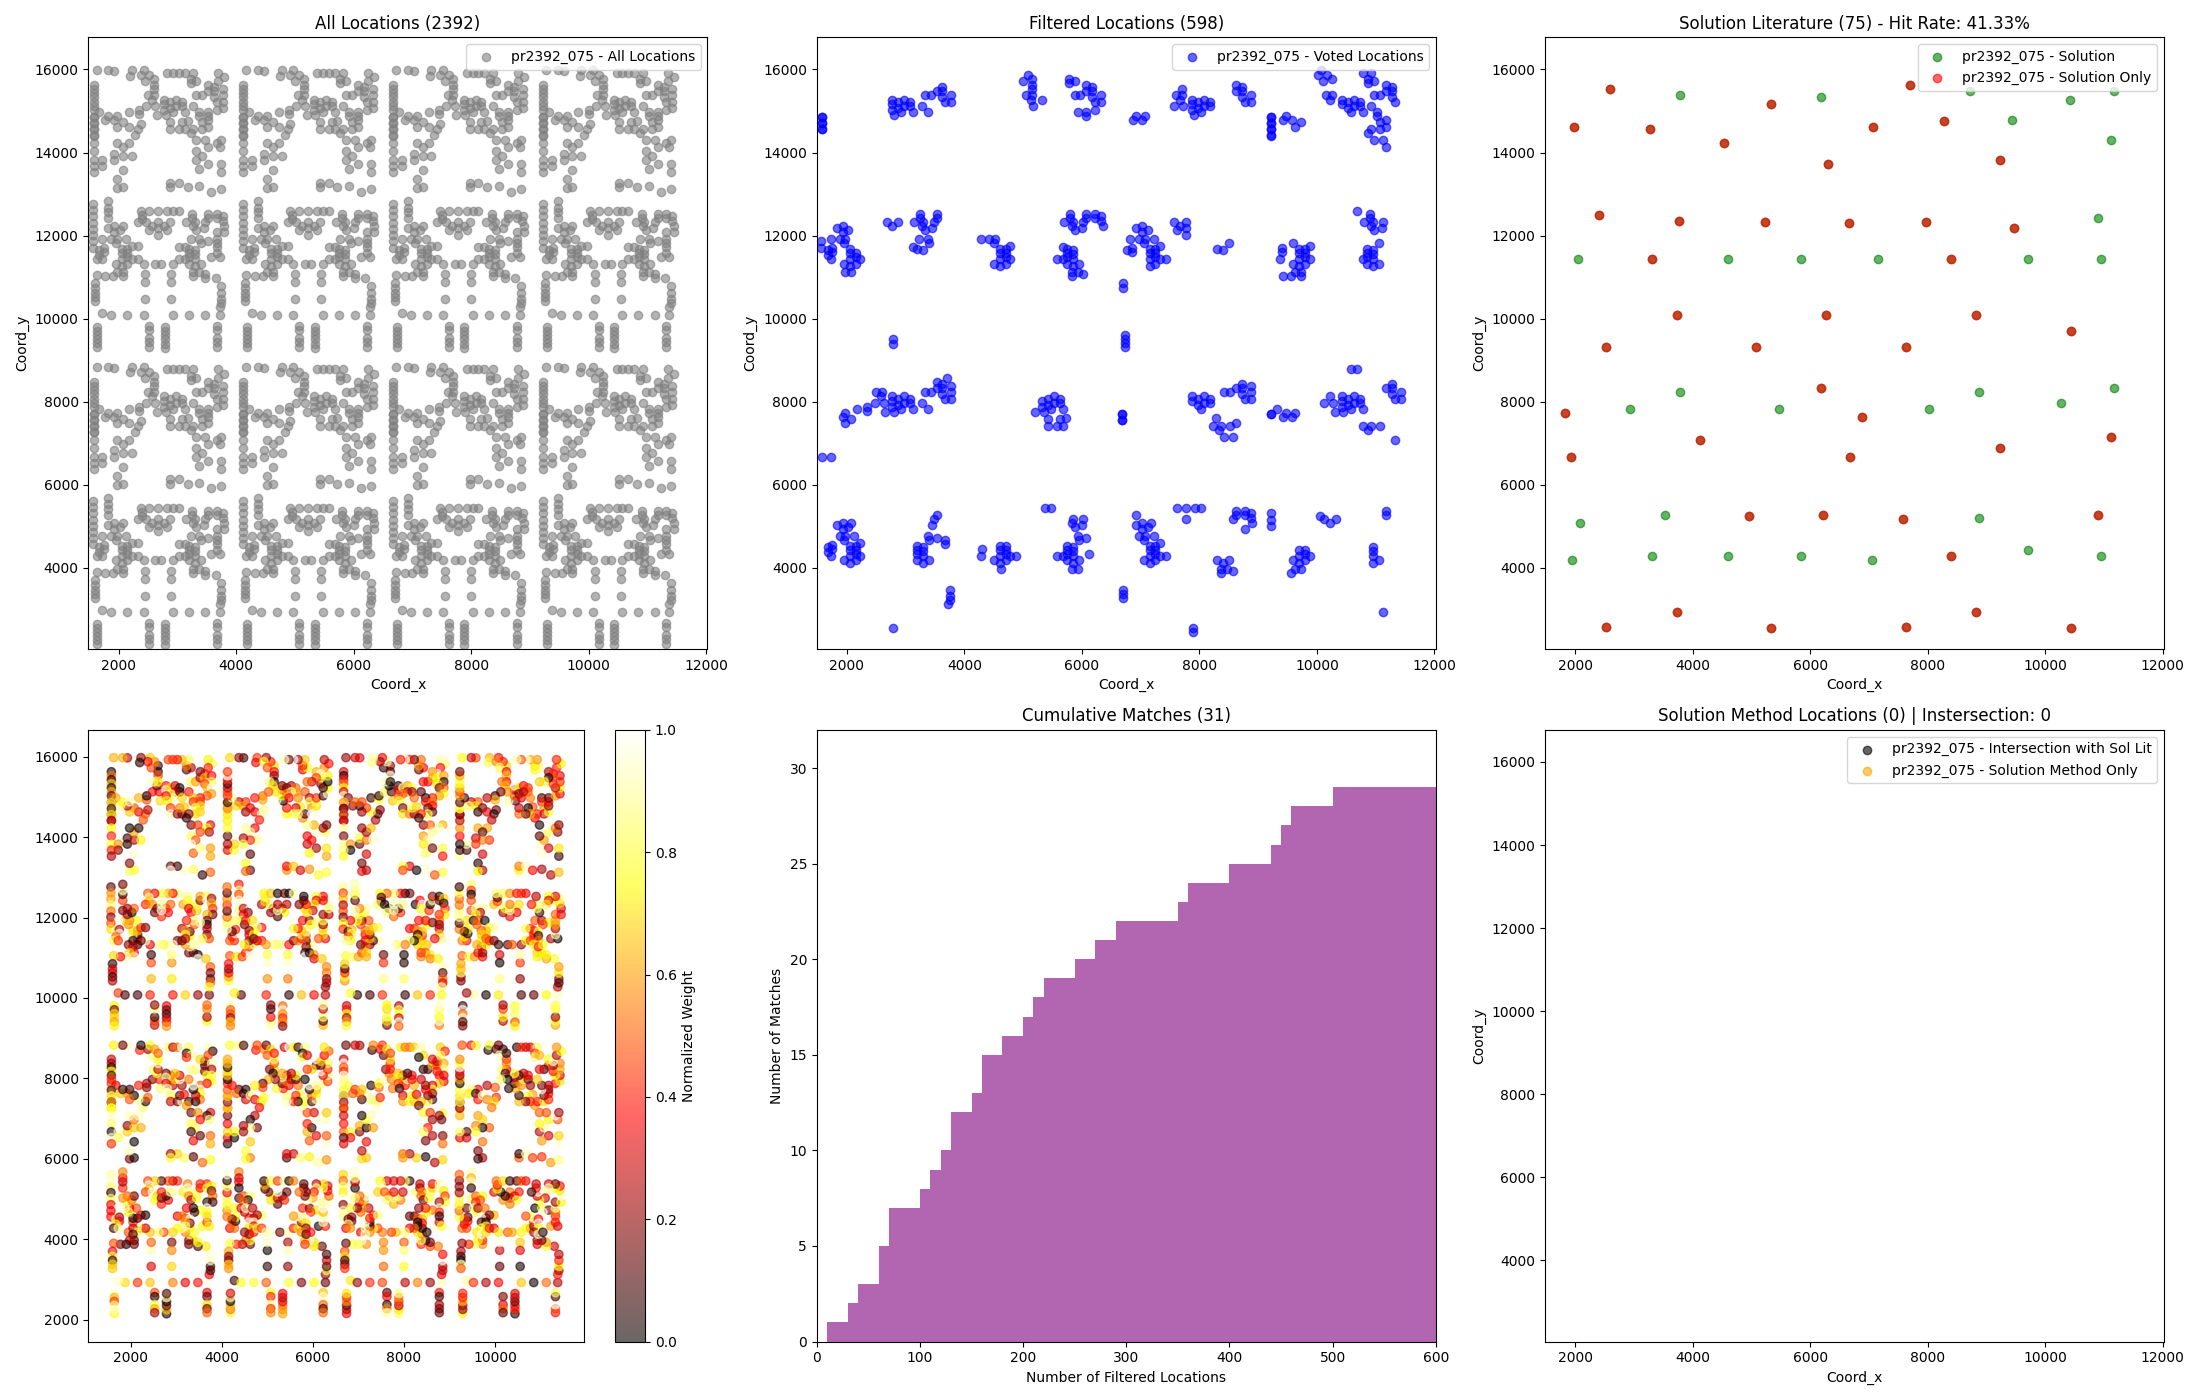 All Locations (2392)
pr2392_075 - All Locations
16000
14000
12000
10000
8000
6000
4000
Coord_y
2000 4000 6000 8000 10000 12000
Coord_x
Filtered Locations (598)
pr2392_075 - Voted Locations
16000
14000
12000
10000
8000
6000
4000
Coord_y
2000 4000 6000 8000 10000 12000
Coord_x
Solution Literature (75) - Hit Rate: 41.33%
pr2392_075 - Solution
pr2392_075 - Solution Only
16000
14000
12000
10000
8000
6000
4000
Coord_y
2000 4000 6000 8000 10000 12000
Coord_x
16000
14000
12000
10000
8000
6000
4000
2000
2000 4000 6000 8000 10000
1.0
0.8
0.6
0.4
0.2
0.0
Normalized Weight
Cumulative Matches (31)
30
25
20
15
10
5
0
Number of Matches
0 100 200 300 400 500 600
Number of Filtered Locations
Solution Method Locations (0) | Instersection: 0
pr2392_075 - Intersection with Sol Lit
pr2392_075 - Solution Method Only
16000
14000
12000
10000
8000
6000
4000
Coord_y
2000 4000 6000 8000 10000 12000
Coord_x